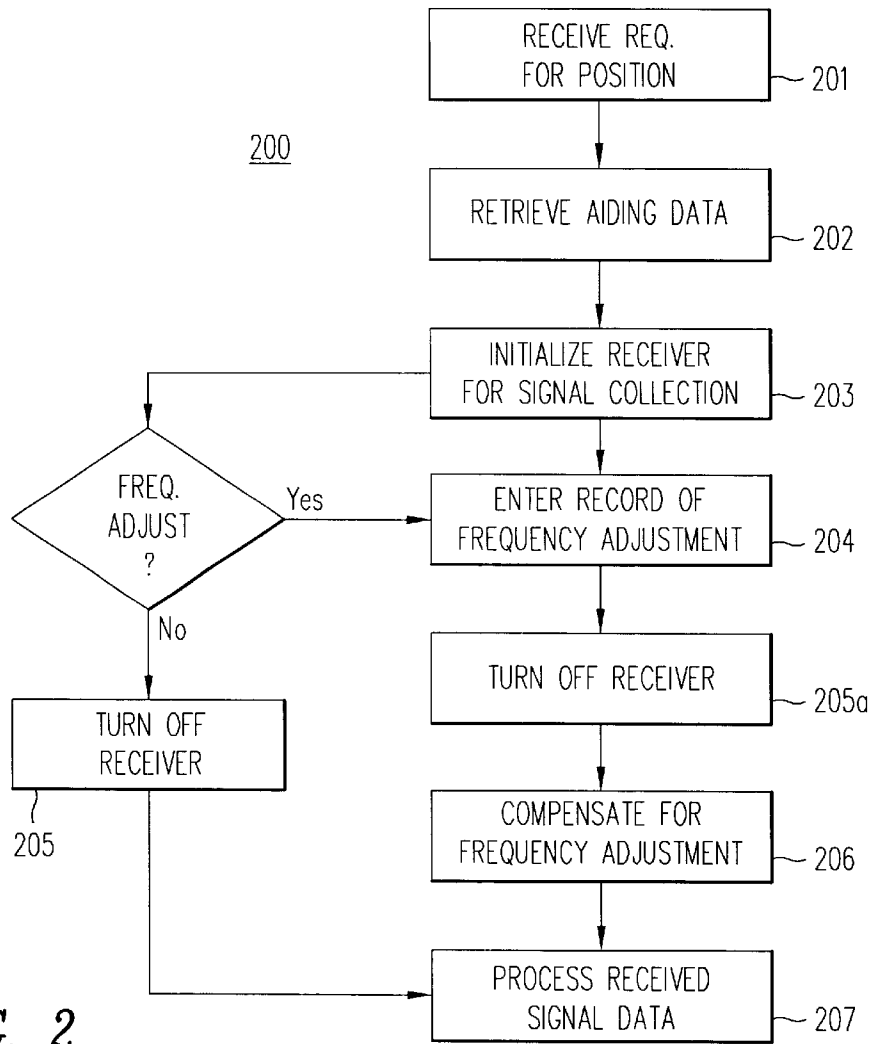 RECEIVE REQ.
FOR POSITION
201
200
RETRIEVE AIDING DATA
202
INITIALIZE RECEIVER
FOR SIGNAL COLLECTION
203
FREQ.
ADJUST
?
Yes
No
ENTER RECORD OF
FREQUENCY ADJUSTMENT
204
TURN OFF RECEIVER
205a
TURN OFF
RECEIVER
205
COMPENSATE FOR
FREQUENCY ADJUSTMENT
206
PROCESS RECEIVED
SIGNAL DATA
207
G. 2